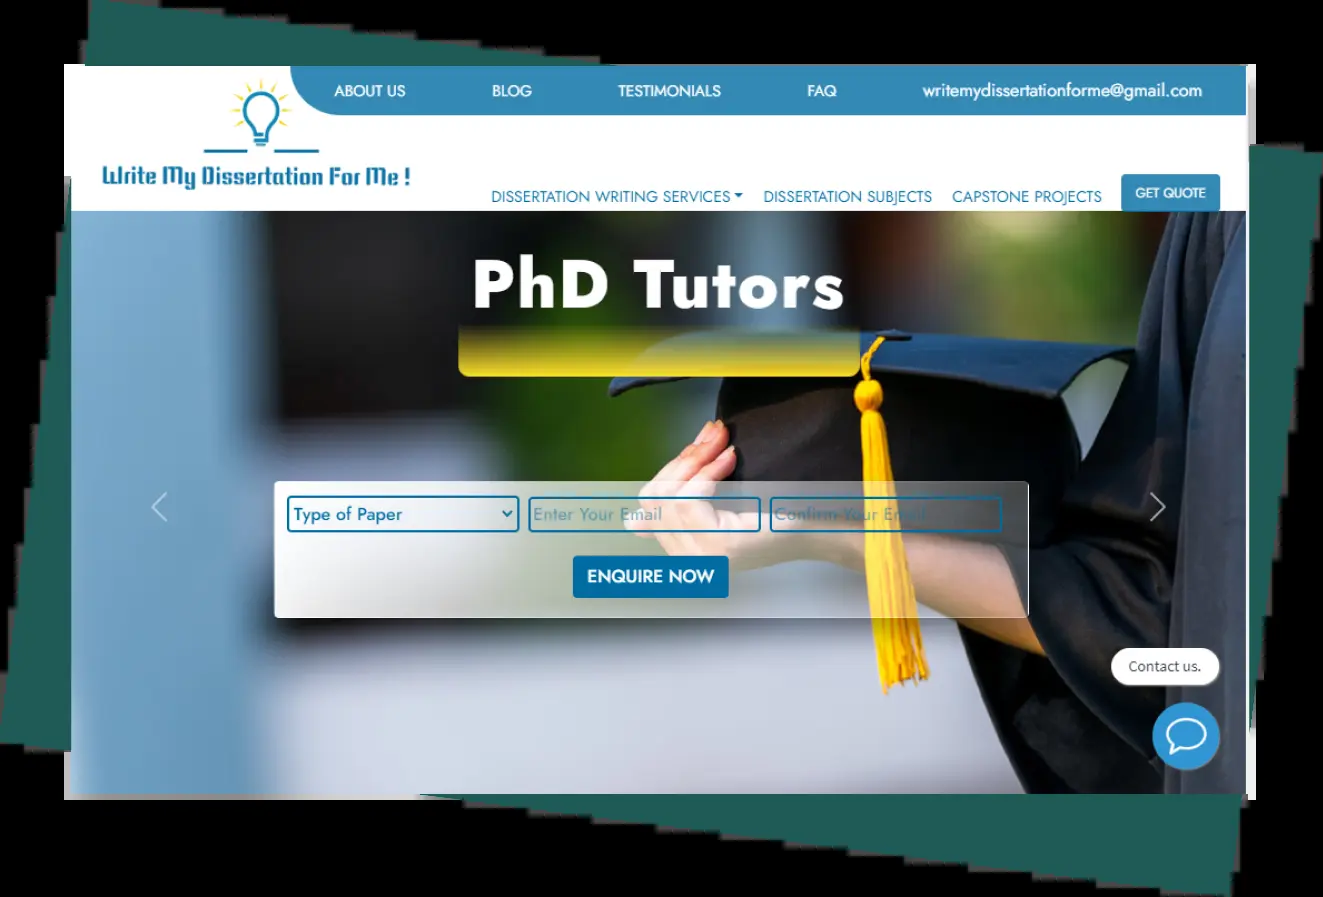 ABOUT US BLOG TESTIMONIALS FAQ writemydissertationforme@gmail.com
Write My Dissertation For Me !
DISSERTATION WRITING SERVICES DISSERTATION SUBJECTS CAPSTONE PROJECTS GET QUOTE
PhD Tutors
Type of Paper Enter Your Email Confirm Your Email
ENQUIRE NOW
Contact us.